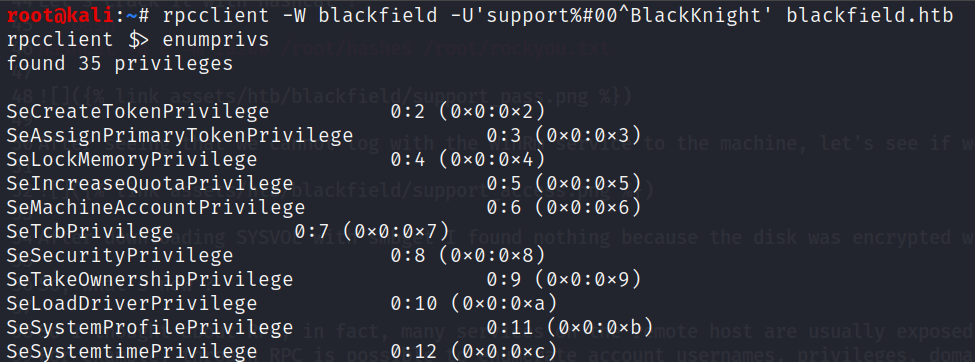 root@kali:~# rpcclient -W blackfield -U'support%#00^BlackKnight' blackfield.htb
rpcclient $> enumprivs
found 35 privileges
SeCreateTokenPrivilege 0:2 (0×0:0×2)
SeAssignPrimaryTokenPrivilege 0:3 (0×0:0×3)
SeLockMemoryPrivilege 0:4 (0×0:0×4)
SeIncreaseQuotaPrivilege 0:5 (0×0:0×5)
SeMachineAccountPrivilege 0:6 (0×0:0×6)
SeTcbPrivilege 0:7 (0×0:0×7)
SeSecurityPrivilege 0:8 (0×0:0×8)
SeTakeOwnershipPrivilege 0:9 (0×0:0×9)
SeLoadDriverPrivilege 0:10 (0×0:0×a)
SeSystemProfilePrivilege 0:11 (0×0:0×b)
SeSystemtimePrivilege 0:12 (0×0:0×c)